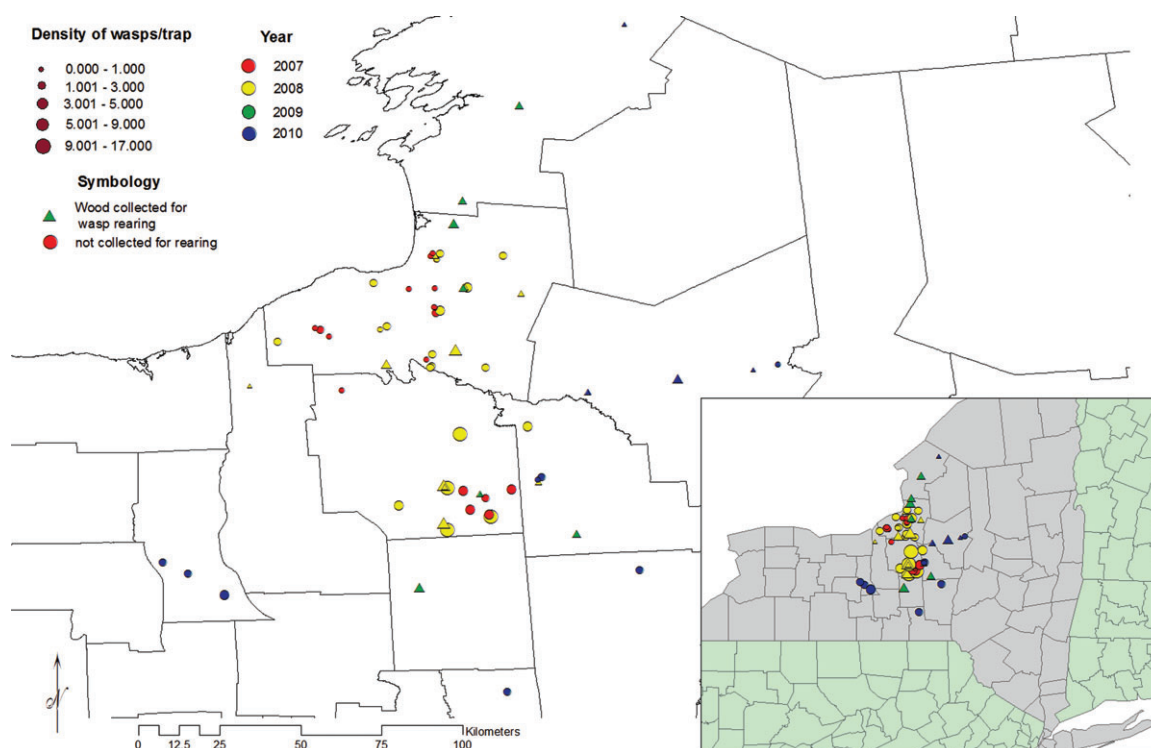 Density of wasps/trap
0.000 - 1.000
1.001 - 3.000
3.001 - 5.000
5.001 - 9.000
9.001 - 17.000
Year
2007
2008
2009
2010
Symbology
Wood collected for
wasp rearing
not collected for rearing
N
Kilometers
0 12.5 25 50 75 100